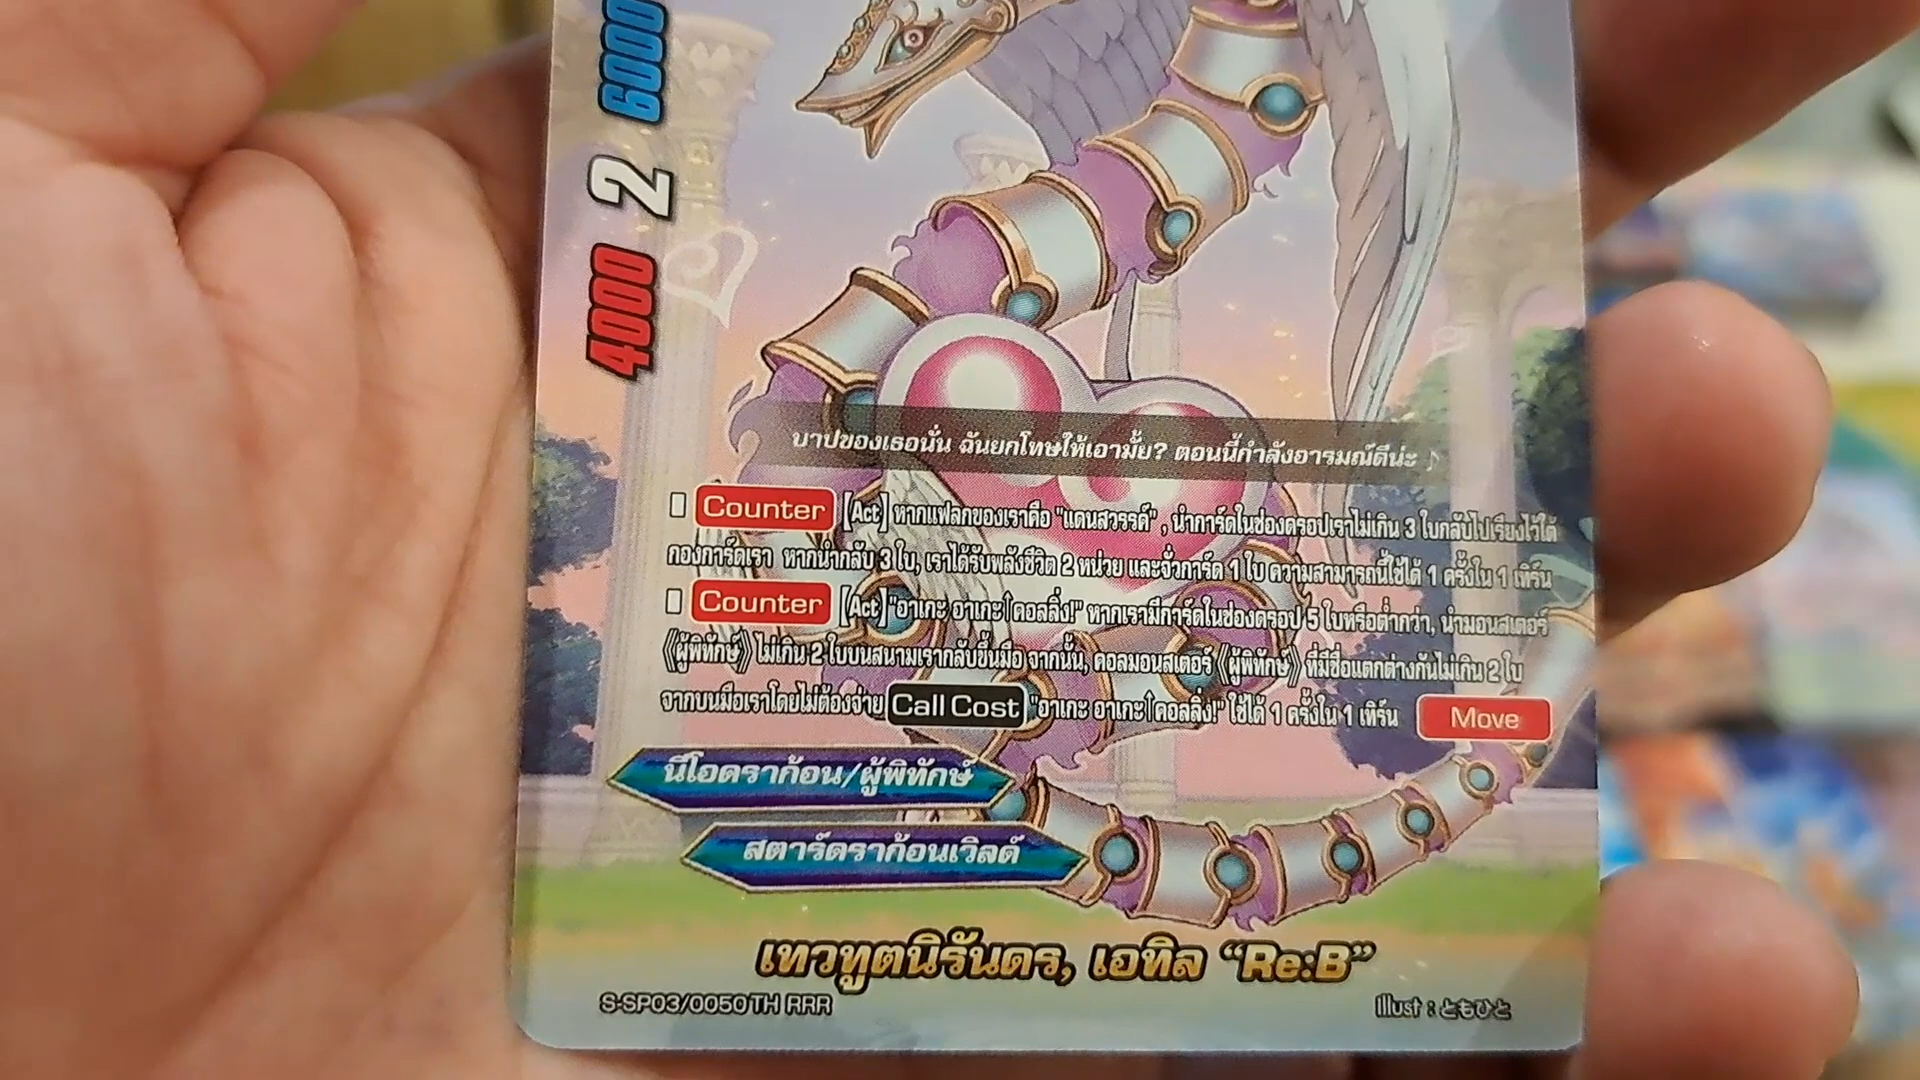 6000
2
4000
บาปของเธอนั่น ฉันยกโทษให้เอามั้ย? ตอนนี้กำลังอารมณ์ดีน่ะ ♪
Counter 【Act】หากแฟลกของเราคือ "แดนสวรรค์" , นำการ์ดในช่องดรอปเราไม่เกิน 3 ใบกลับไปเรียงไว้ใต้
กองการ์ดเรา หากนำกลับ 3 ใบ, เราได้รับพลังชีวิต 2 หน่วย และจั่วการ์ด 1 ใบ ความสามารถนี้ใช้ได้ 1 ครั้งใน 1 เทิร์น
Counter 【Act】"อาเกะ อาเกะ↑คอลลิ่ง!" หากเรามีการ์ดในช่องดรอป 5 ใบหรือต่ำกว่า, นำมอนสเตอร์
《ผู้พิทักษ์》ไม่เกิน 2 ใบบนสนามเรากลับขึ้นมือ จากนั้น, คอลมอนสเตอร์《ผู้พิทักษ์》ที่มีชื่อแตกต่างกันไม่เกิน 2 ใบ
จากบนมือเราโดยไม่ต้องจ่าย Call Cost "อาเกะ อาเกะ↑คอลลิ่ง!" ใช้ได้ 1 ครั้งใน 1 เทิร์น Move
นีโอดราก้อน/ผู้พิทักษ์
สตาร์ดราก้อนเวิลด์
เทวทูตนิรันดร, เอทิล “Re:B”
S-SP03/0050TH RRR Illust : ともひと